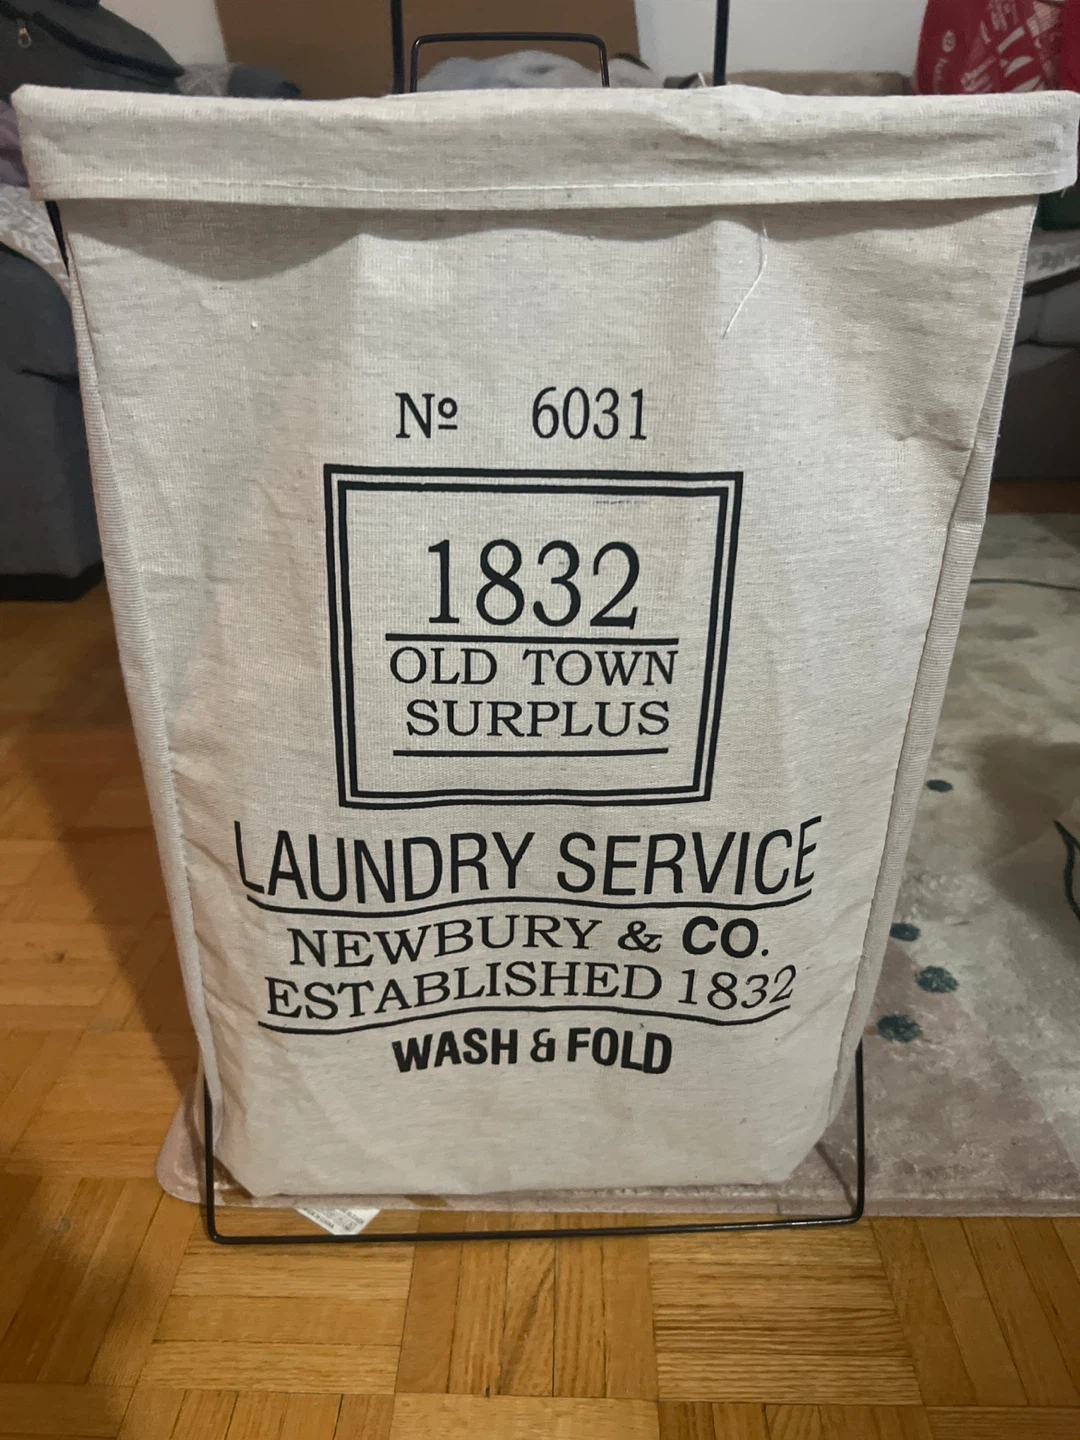 Nº 6031
1832
OLD TOWN
SURPLUS
LAUNDRY SERVICE
NEWBURY & CO.
ESTABLISHED 1832
WASH & FOLD